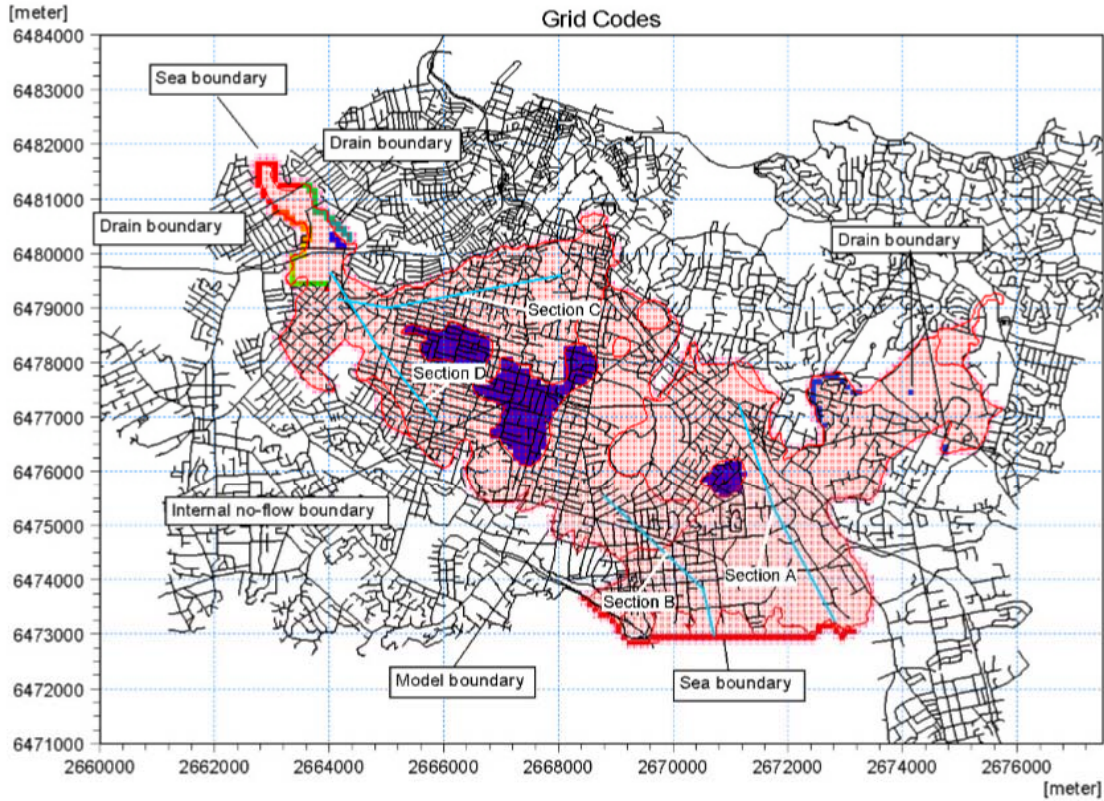 [meter]
Grid Codes
6484000
6483000
Sea boundary
6482000
Drain boundary
6481000
Drain boundary
Drain boundary
6480000
6479000
Section C
6478000
Section D
6477000
6476000
Internal no-flow boundary
6475000
6474000
Section A
Section B
6473000
Model boundary
Sea boundary
6472000
6471000
2660000 2662000 2664000 2666000 2668000 2670000 2672000 2674000 2676000
[meter]